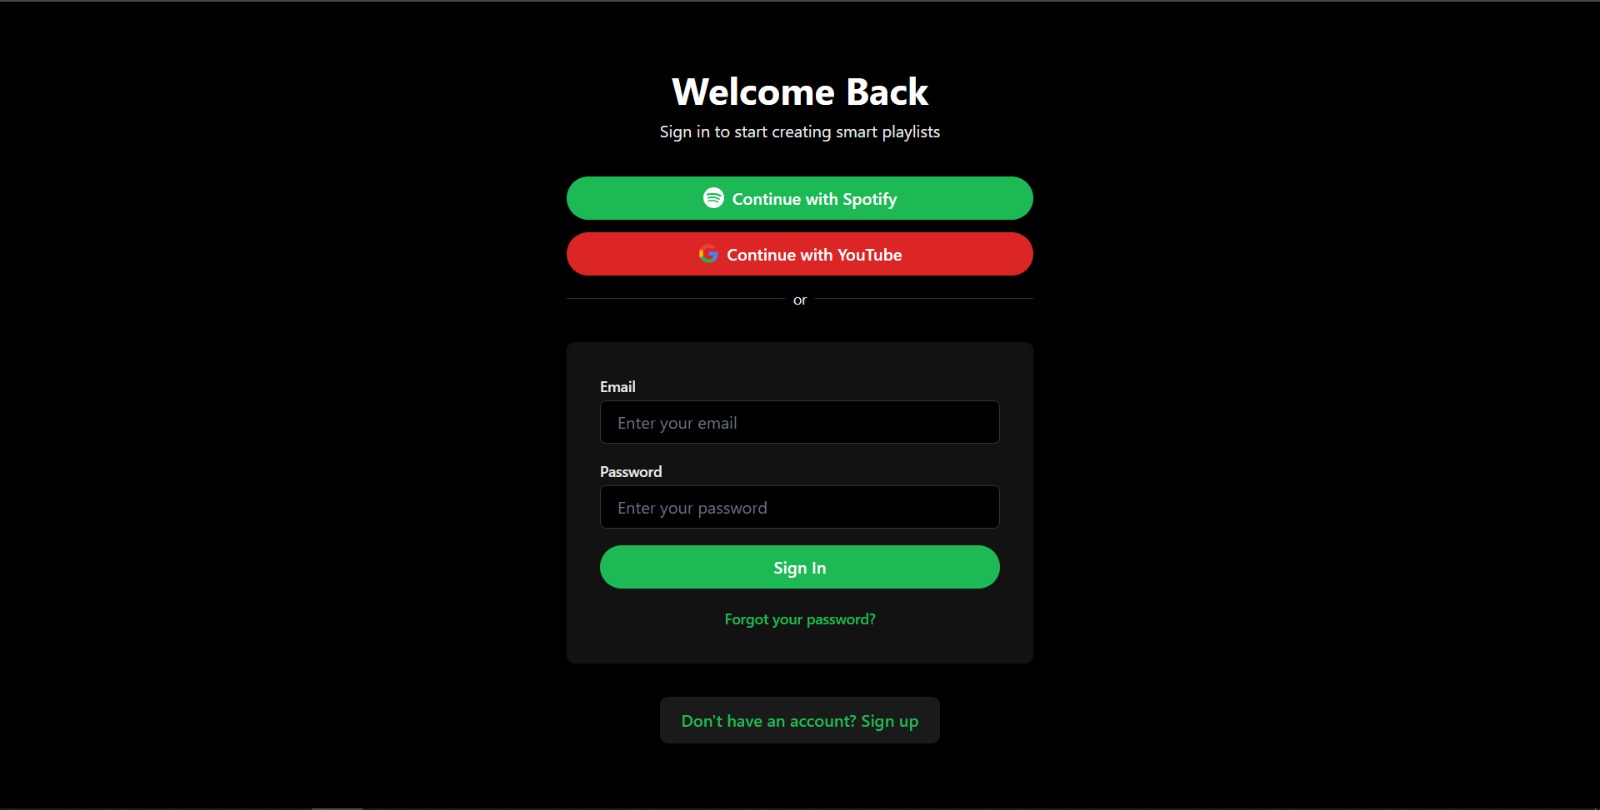 Welcome Back
Sign in to start creating smart playlists
Continue with Spotify
Continue with YouTube
or
Email
Enter your email
Password
Enter your password
Sign In
Forgot your password?
Don't have an account? Sign up